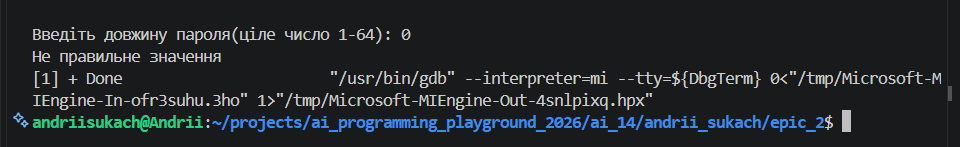 Введіть довжину пароля(ціле число 1-64): 0
Не правильне значення
[1] + Done                       "/usr/bin/gdb" --interpreter=mi --tty=${DbgTerm} 0<"/tmp/Microsoft-M
IEngine-In-ofr3suhu.3ho" 1>"/tmp/Microsoft-MIEngine-Out-4snlpixq.hpx"
andriisukach@Andrii:~/projects/ai_programming_playground_2026/ai_14/andrii_sukach/epic_2$